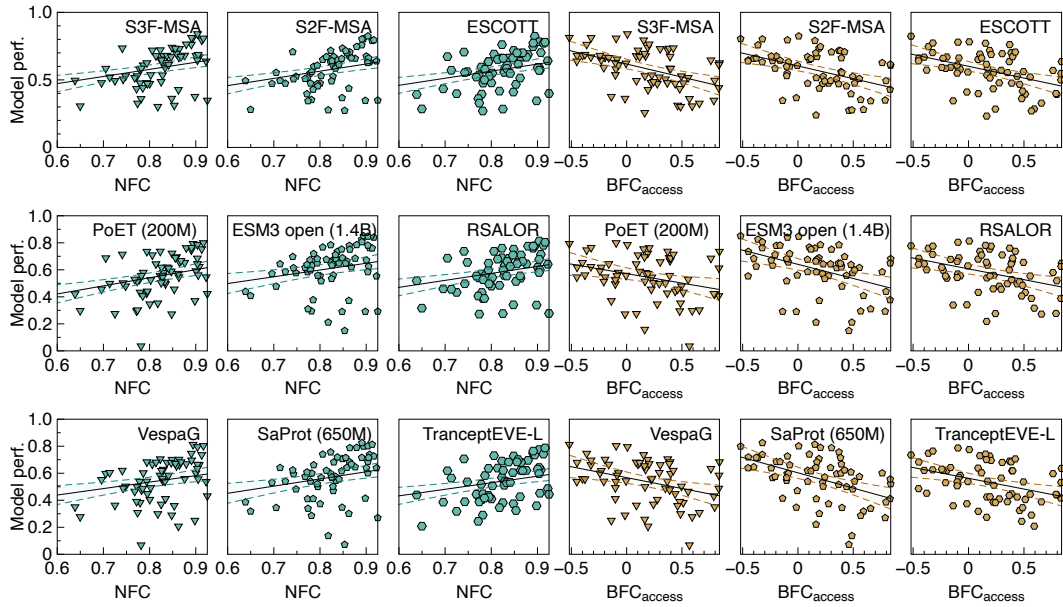 S3F-MSA S2F-MSA ESCOTT S3F-MSA S2F-MSA ESCOTT
Model perf.
1
0.5
0
0.6 0.7 0.8 0.9 0.6 0.7 0.8 0.9 0.6 0.7 0.8 0.9 −0.5 0 0.5 −0.5 0 0.5 −0.5 0 0.5
NFC NFC NFC BFCaccess BFCaccess BFCaccess
PoET (200M) ESM3 open (1.4B) RSALOR PoET (200M) ESM3 open (1.4B) RSALOR
Model perf.
1.0
0.8
0.6
0.4
0.2
0
0.6 0.7 0.8 0.9 0.6 0.7 0.8 0.9 0.6 0.7 0.8 0.9 −0.5 0 0.5 −0.5 0 0.5 −0.5 0 0.5
NFC NFC NFC BFCaccess BFCaccess BFCaccess
VespaG SaProt (650M) TranceptEVE-L VespaG SaProt (650M) TranceptEVE-L
Model perf.
1.0
0.8
0.6
0.4
0.2
0
0.6 0.7 0.8 0.9 0.6 0.7 0.8 0.9 0.6 0.7 0.8 0.9 −0.5 0 0.5 −0.5 0 0.5 −0.5 0 0.5
NFC NFC NFC BFCaccess BFCaccess BFCaccess